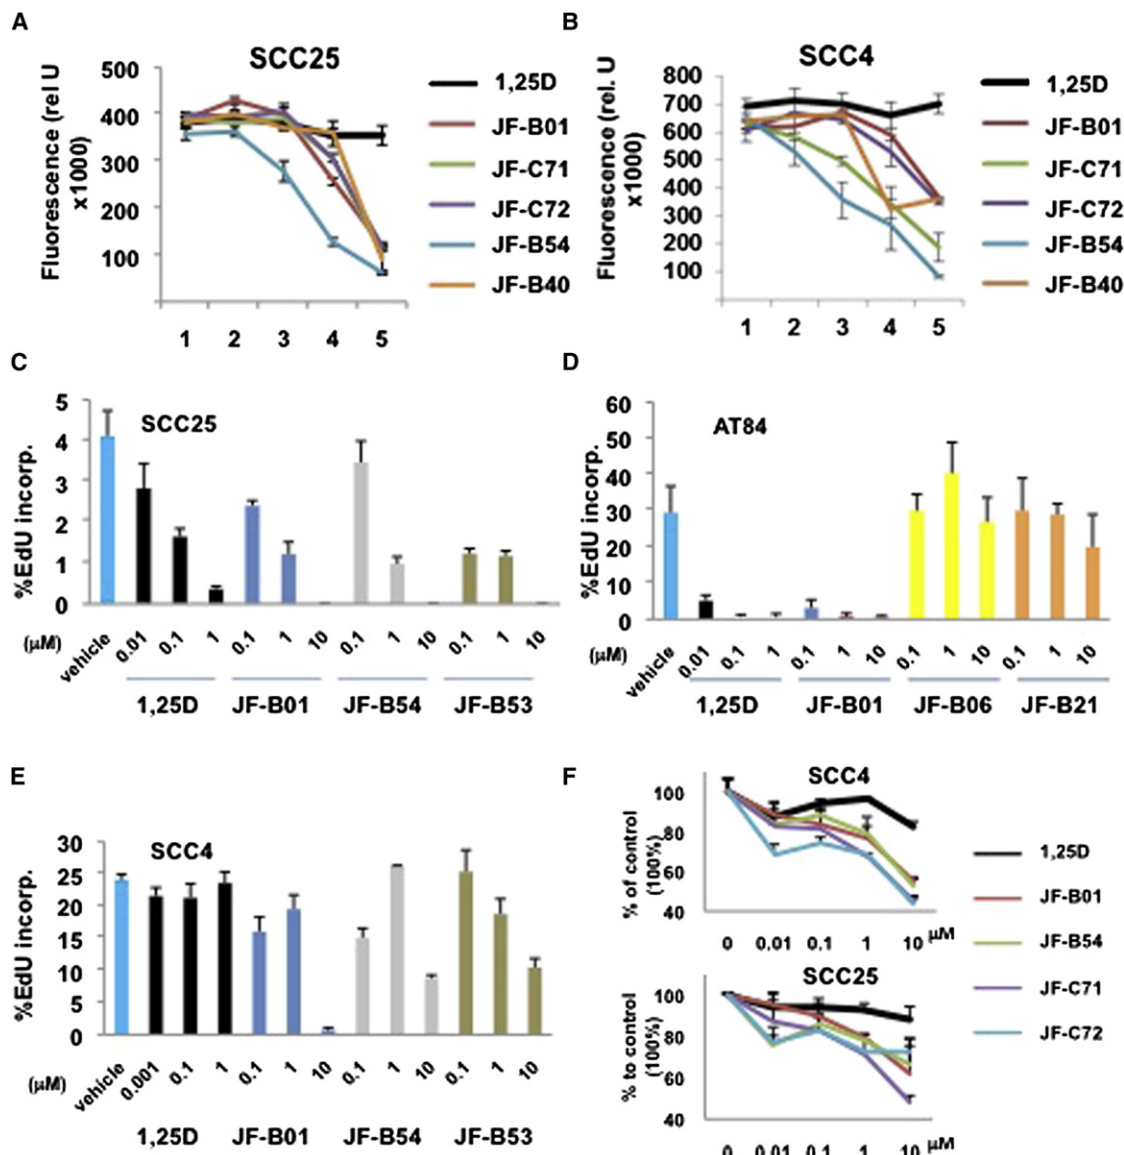 A
SCC25
Fluorescence (rel U
x1000)
500
400
300
200
100
1 2 3 4 5
1,25D
JF-B01
JF-C71
JF-C72
JF-B54
JF-B40
B
SCC4
Fluorescence (rel. U
x1000)
800
700
600
500
400
300
200
100
1 2 3 4 5
1,25D
JF-B01
JF-C71
JF-C72
JF-B54
JF-B40
C
SCC25
%EdU incorp.
5
4
3
2
1
0
(µM)
vehicle 0.01 0.1 1 0.1 1 10 0.1 1 10 0.1 1 10
1,25D JF-B01 JF-B54 JF-B53
D
AT84
%EdU incorp.
60
50
40
30
20
10
0
(µM)
vehicle 0.01 0.1 1 0.1 1 10 0.1 1 10 0.1 1 10
1,25D JF-B01 JF-B06 JF-B21
E
SCC4
%EdU incorp.
30
25
20
15
10
5
0
(µM)
vehicle 0.001 0.1 1 0.1 1 10 0.1 1 10 0.1 1 10
1,25D JF-B01 JF-B54 JF-B53
F
SCC4
% of control
(100%)
100
80
60
40
0 0.01 0.1 1 10 µM
SCC25
% to control
(100%)
100
80
60
40
0 0.01 0.1 1 10 µM
1,25D
JF-B01
JF-B54
JF-C71
JF-C72